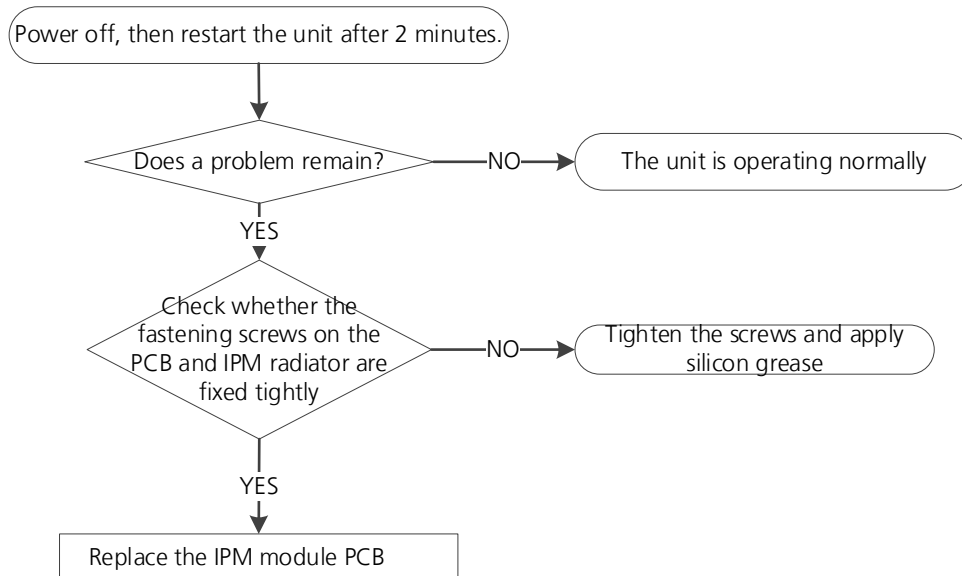 Power off, then restart the unit after 2 minutes.
Does a problem remain?
NO
The unit is operating normally
YES
Check whether the
fastening screws on the
PCB and IPM radiator are
fixed tightly
NO
Tighten the screws and apply
silicon grease
YES
Replace the IPM module PCB